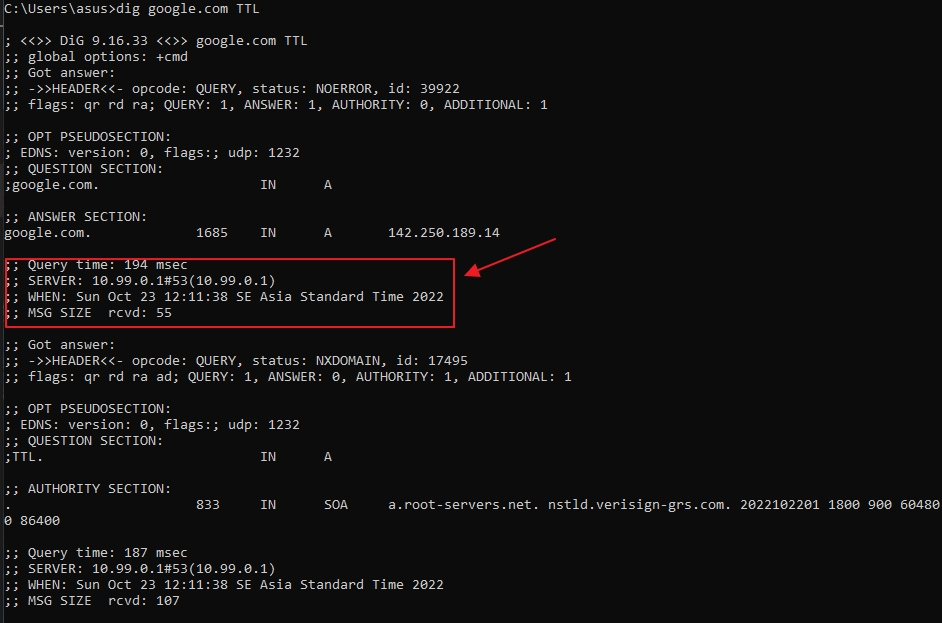 C:\Users\asus>dig google.com TTL
; <<>> DiG 9.16.33 <<>> google.com TTL
;; global options: +cmd
;; Got answer:
;; ->>HEADER<<- opcode: QUERY, status: NOERROR, id: 39922
;; flags: qr rd ra; QUERY: 1, ANSWER: 1, AUTHORITY: 0, ADDITIONAL: 1
;; OPT PSEUDOSECTION:
; EDNS: version: 0, flags:; udp: 1232
;; QUESTION SECTION:
;google.com. IN A
;; ANSWER SECTION:
google.com. 1685 IN A 142.250.189.14
;; Query time: 194 msec
;; SERVER: 10.99.0.1#53(10.99.0.1)
;; WHEN: Sun Oct 23 12:11:38 SE Asia Standard Time 2022
;; MSG SIZE rcvd: 55
;; Got answer:
;; ->>HEADER<<- opcode: QUERY, status: NXDOMAIN, id: 17495
;; flags: qr rd ra ad; QUERY: 1, ANSWER: 0, AUTHORITY: 1, ADDITIONAL: 1
;; OPT PSEUDOSECTION:
; EDNS: version: 0, flags:; udp: 1232
;; QUESTION SECTION:
;TTL. IN A
;; AUTHORITY SECTION:
. 833 IN SOA a.root-servers.net. nstld.verisign-grs.com. 2022102201 1800 900 60480
0 86400
;; Query time: 187 msec
;; SERVER: 10.99.0.1#53(10.99.0.1)
;; WHEN: Sun Oct 23 12:11:38 SE Asia Standard Time 2022
;; MSG SIZE rcvd: 107